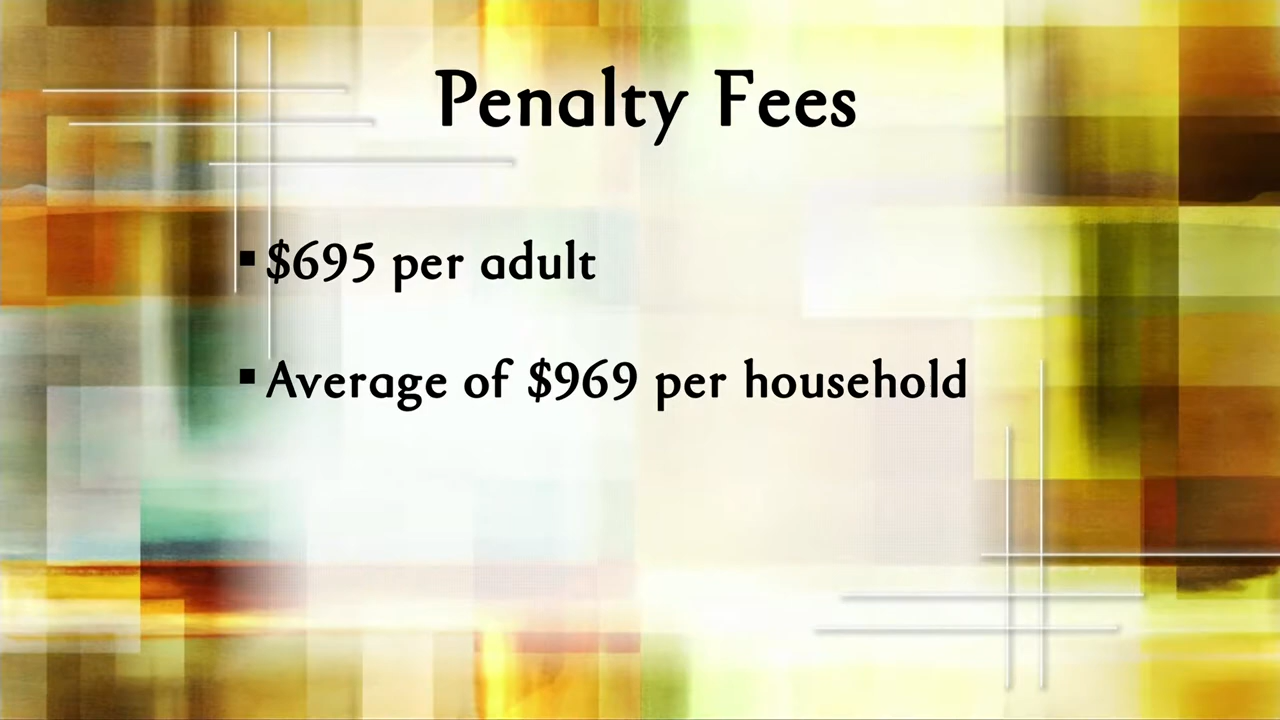 Penalty Fees
▪ $695 per adult
▪ Average of $969 per household